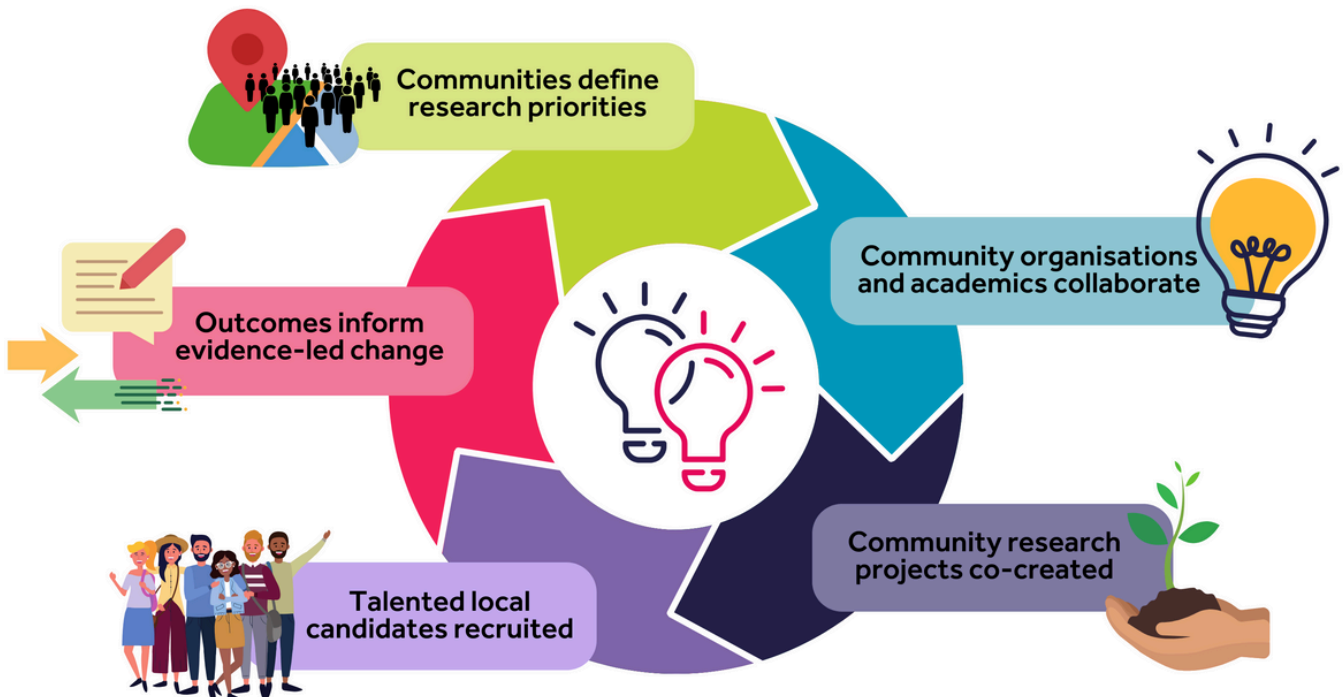 Communities define
research priorities
Community organisations
and academics collaborate
Community research
projects co-created
Talented local
candidates recruited
Outcomes inform
evidence-led change